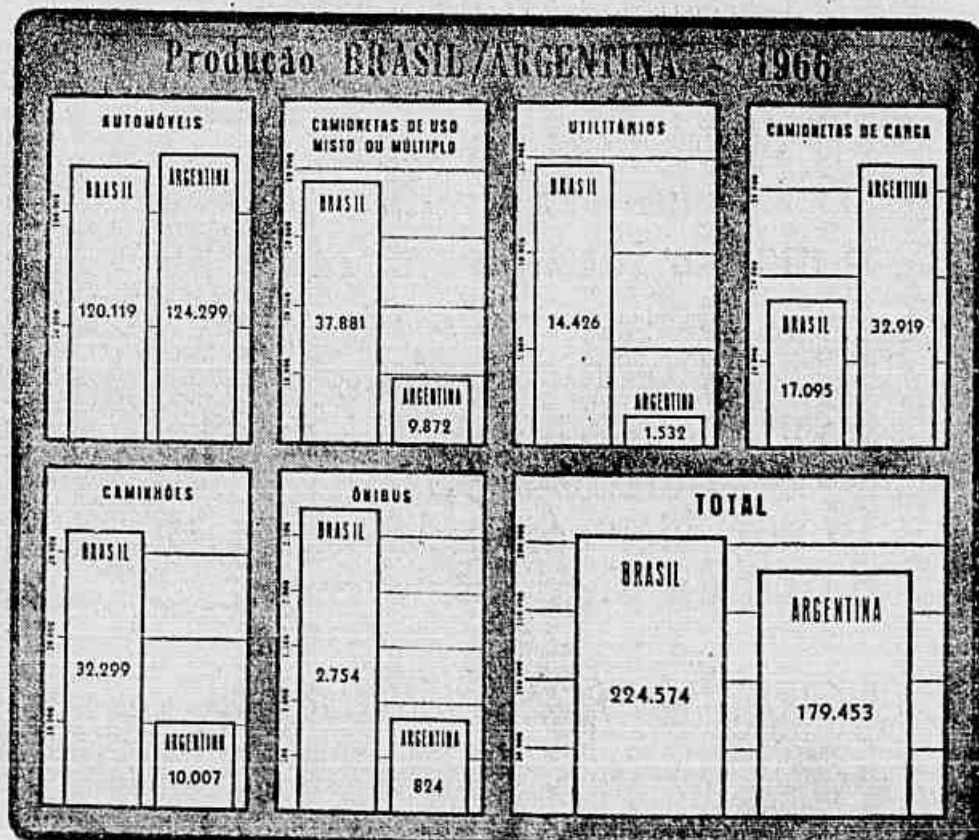 Produção BRASIL/ARGENTINA - 1966
AUTOMÓVEIS
BRASIL
120.119
ARGENTINA
124.299
CAMIONETAS DE USO
MISTO OU MÚLTIPLO
BRASIL
37.881
ARGENTINA
9.872
UTILITÁRIOS
BRASIL
14.426
ARGENTINA
1.532
CAMIONETAS DE CARGA
BRASIL
17.095
ARGENTINA
32.919
CAMINHÕES
BRASIL
32.299
ARGENTINA
10.007
ÔNIBUS
BRASIL
2.754
ARGENTINA
824
TOTAL
BRASIL
224.574
ARGENTINA
179.453